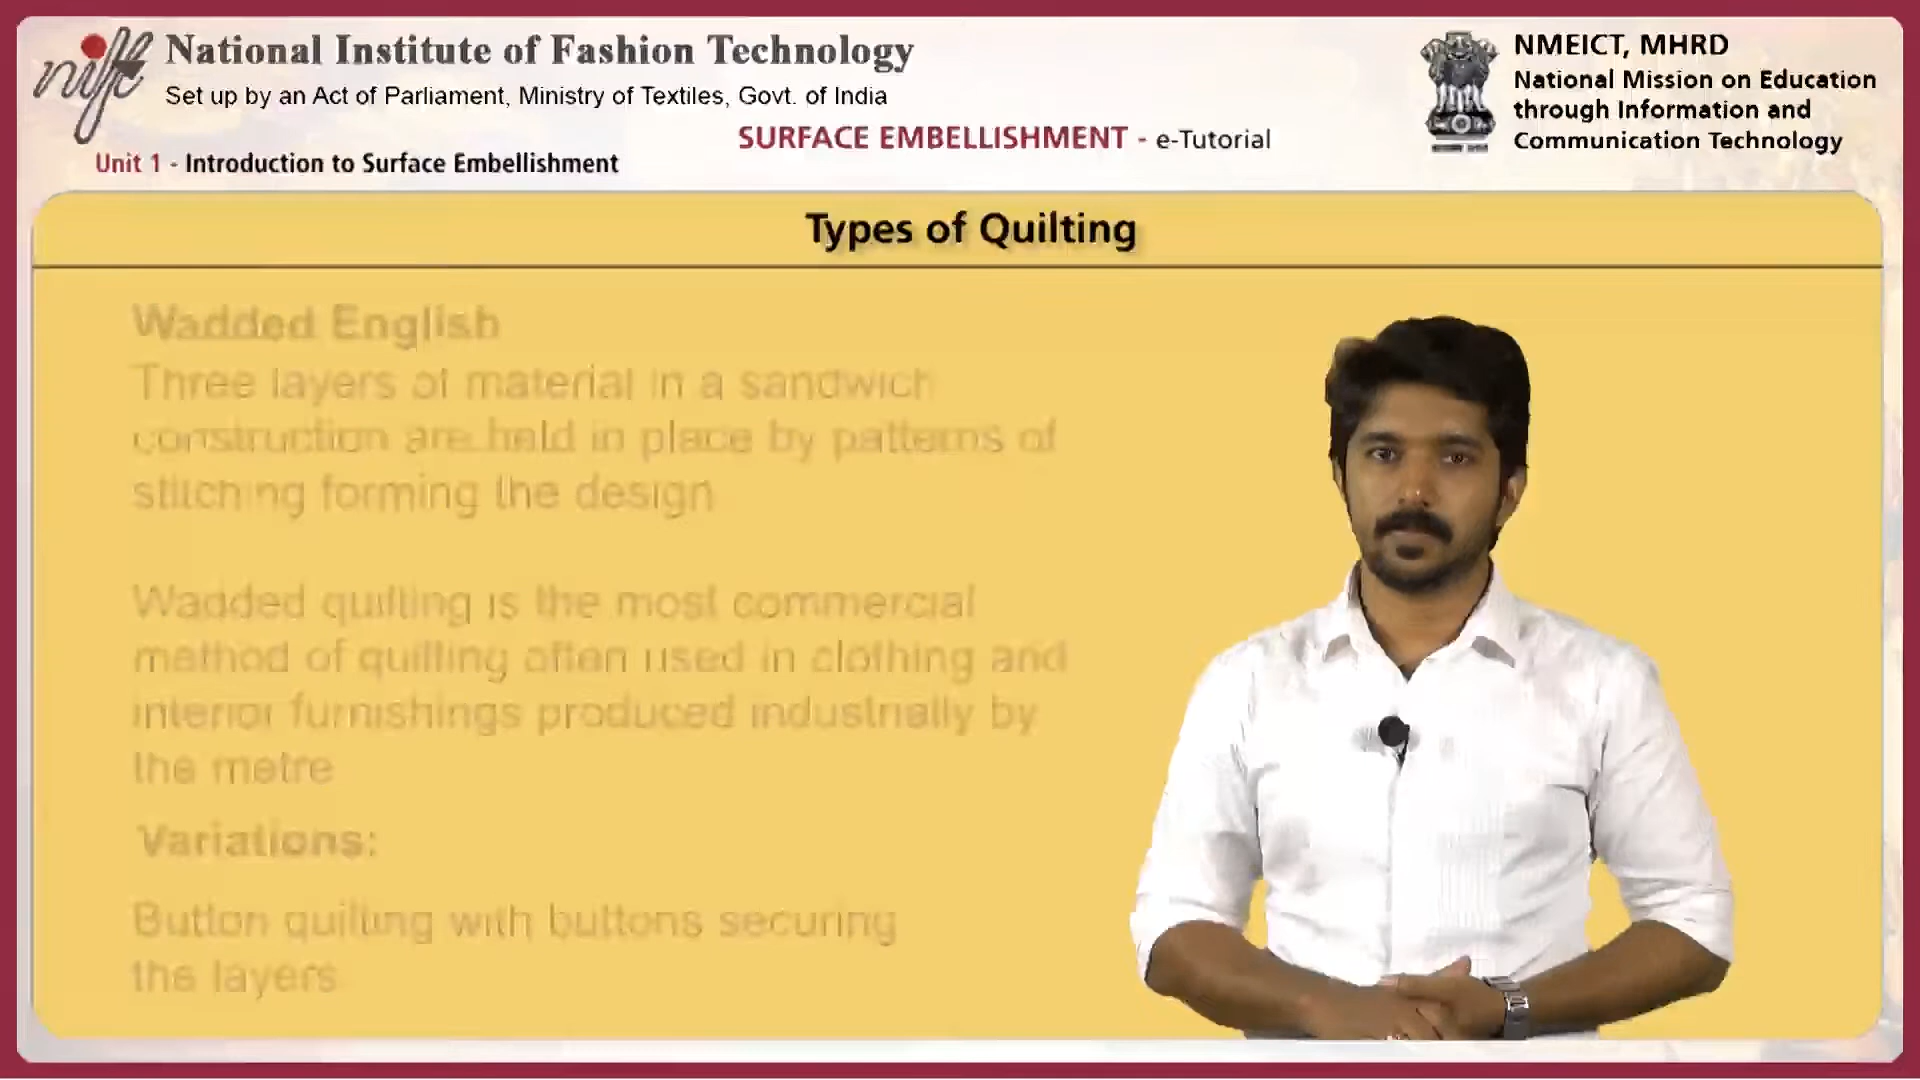 nift
National Institute of Fashion Technology
Set up by an Act of Parliament, Ministry of Textiles, Govt. of India
NMEICT, MHRD
National Mission on Education
through Information and
Communication Technology
SURFACE EMBELLISHMENT - e-Tutorial
Unit 1 - Introduction to Surface Embellishment
Types of Quilting
Wadded English
Three layers of material in a sandwich
construction are held in place by patterns of
stitching forming the design
Wadded quilting is the most commercial
method of quilting often used in clothing and
interior furnishings produced industrially by
the metre
Variations:
Button quilting with buttons securing
the layers